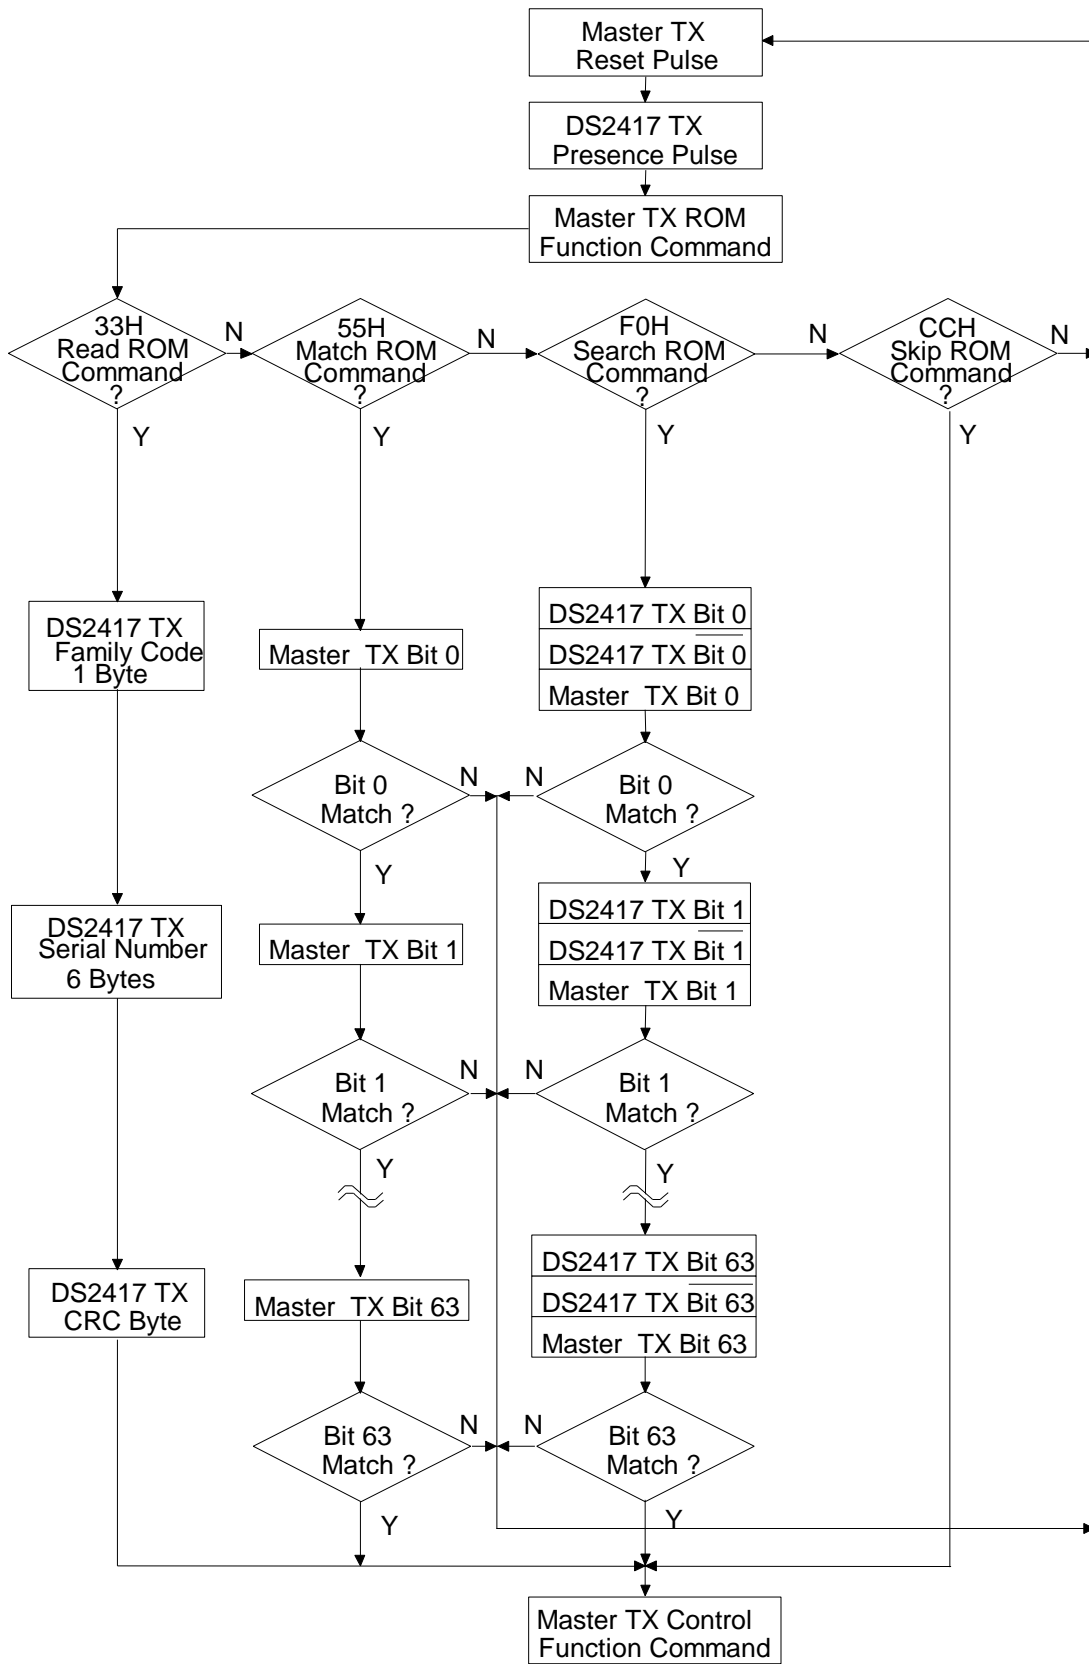 Master TX
Reset Pulse
DS2417 TX
Presence Pulse
Master TX ROM
Function Command
33H
Read ROM
Command
?
N
Y
55H
Match ROM
Command
?
N
Y
F0H
Search ROM
Command
?
N
Y
CCH
Skip ROM
Command
?
N
Y
DS2417 TX
Family Code
1 Byte
DS2417 TX
Serial Number
6 Bytes
DS2417 TX
CRC Byte
Master TX Bit 0
Bit 0
Match ?
N
Y
Master TX Bit 1
Bit 1
Match ?
N
Y
Master TX Bit 63
Bit 63
Match ?
N
Y
DS2417 TX Bit 0
DS2417 TX Bit 0
Master TX Bit 0
N
Bit 0
Match ?
Y
DS2417 TX Bit 1
DS2417 TX Bit 1
Master TX Bit 1
N
Bit 1
Match ?
Y
DS2417 TX Bit 63
DS2417 TX Bit 63
Master TX Bit 63
N
Bit 63
Match ?
Y
Master TX Control
Function Command